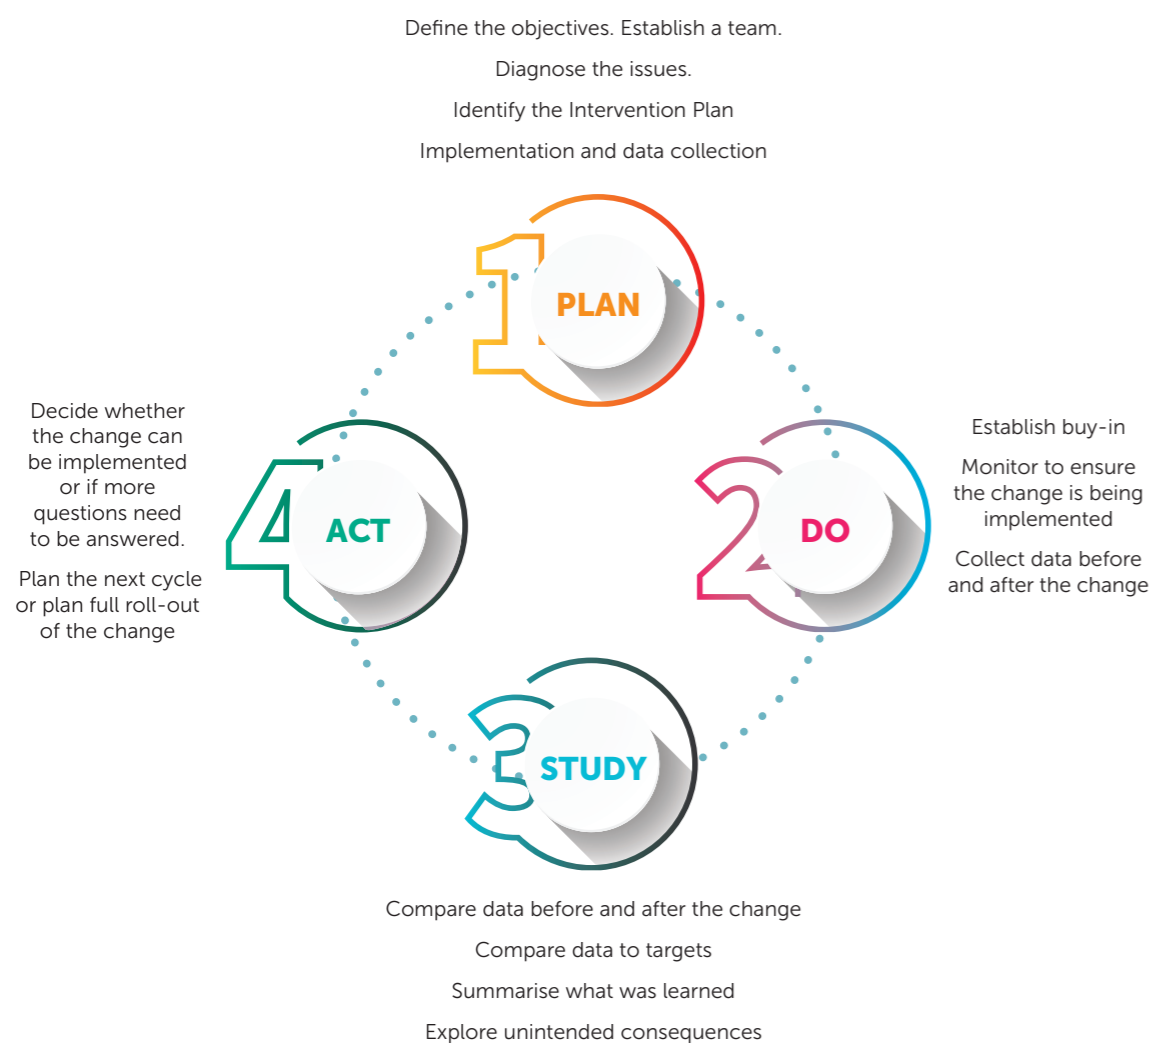 Define the objectives. Establish a team.
Diagnose the issues.
Identify the Intervention Plan
Implementation and data collection
1
PLAN
2
DO
Establish buy-in
Monitor to ensure
the change is being
implemented
Collect data before
and after the change
3
STUDY
Compare data before and after the change
Compare data to targets
Summarise what was learned
Explore unintended consequences
4
ACT
Decide whether
the change can
be implemented
or if more
questions need
to be answered.
Plan the next cycle
or plan full roll-out
of the change